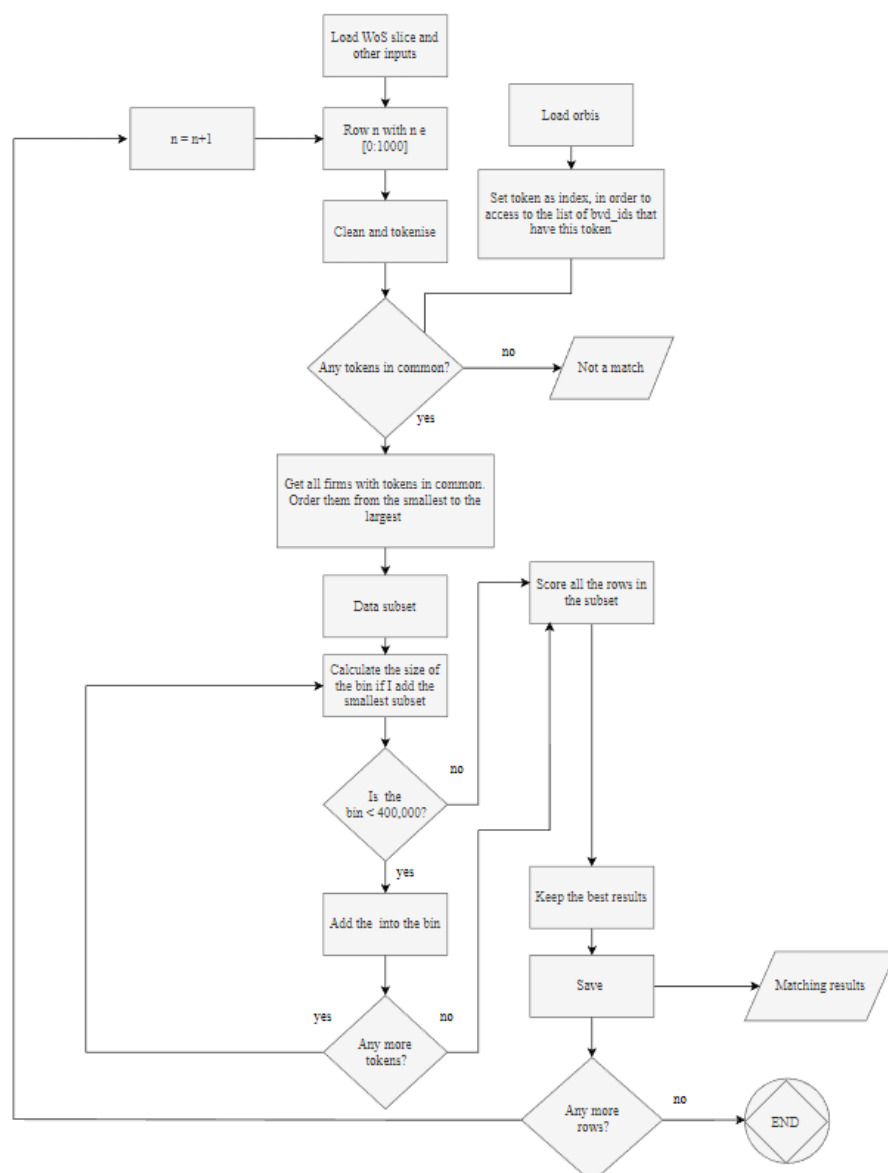 Load WoS slice and
other inputs
n = n+1
Row n with n e
[0:1000]
Load orbis
Clean and tokenise
Set token as index, in order to
access to the list of bvd_ids that
have this token
Any tokens in common?
no
Not a match
yes
Get all firms with tokens in common.
Order them from the smallest to the
largest
Data subset
Score all the rows in
the subset
Calculate the size of
the bin if I add the
smallest subset
Is the
bin < 400,000?
no
yes
Add the into the bin
Keep the best results
Any more
tokens?
yes
no
Save
Matching results
Any more
rows?
no
END